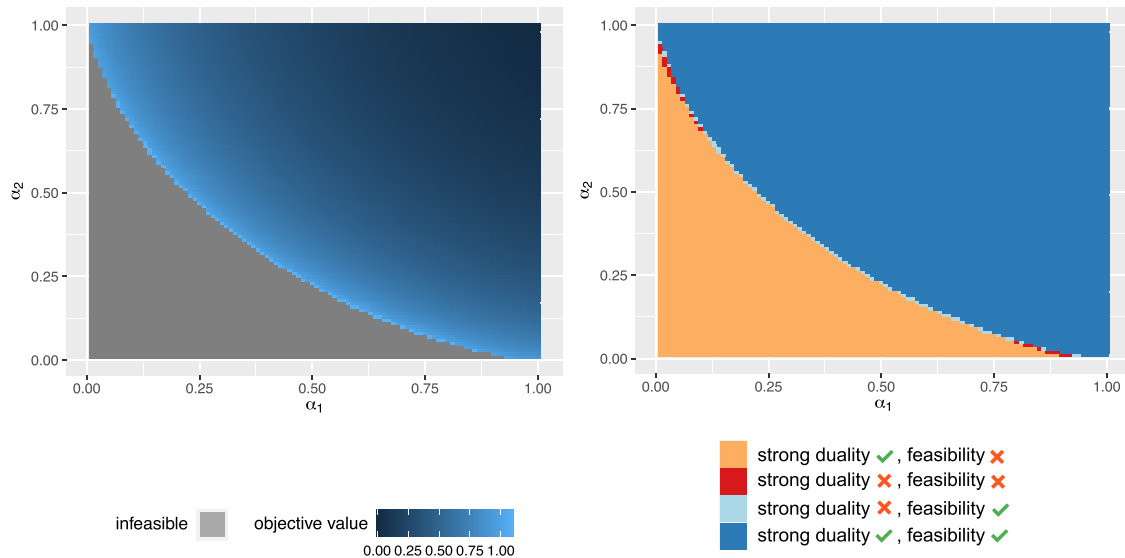 1.00
0.75
0.50
0.25
0.00
α2
0.00 0.25 0.50 0.75 1.00
α1
infeasible
objective value
0.00 0.25 0.50 0.75 1.00
1.00
0.75
0.50
0.25
0.00
α2
0.00 0.25 0.50 0.75 1.00
α1
strong duality ✓, feasibility ✗
strong duality ✗, feasibility ✗
strong duality ✗, feasibility ✓
strong duality ✓, feasibility ✓